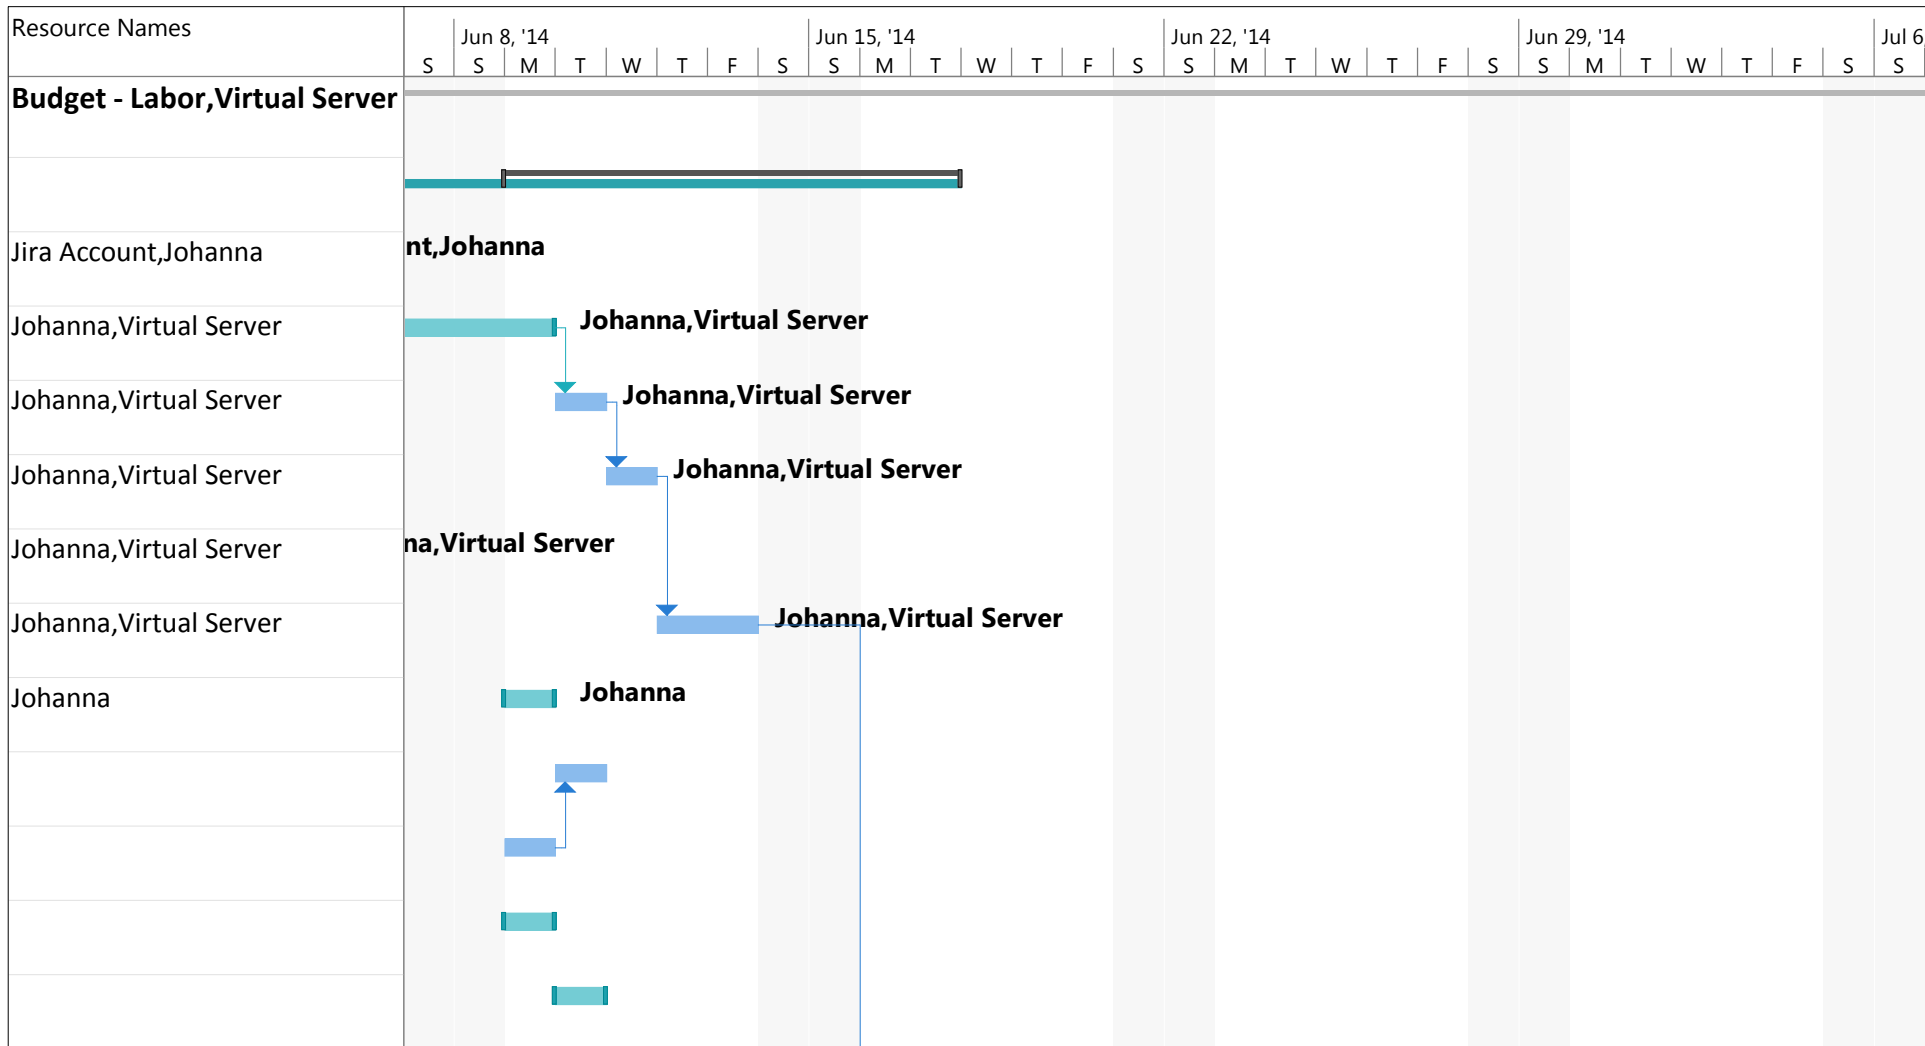 Resource Names
Jun 8, '14 Jun 15, '14 Jun 22, '14 Jun 29, '14 Jul 6,
S S M T W T F S S M T W T F S S M T W T F S S M T W T F S S
Budget - Labor,Virtual Server
Jira Account,Johanna nt,Johanna
Johanna,Virtual Server Johanna,Virtual Server
Johanna,Virtual Server Johanna,Virtual Server
Johanna,Virtual Server Johanna,Virtual Server
Johanna,Virtual Server na,Virtual Server
Johanna,Virtual Server Johanna,Virtual Server
Johanna Johanna